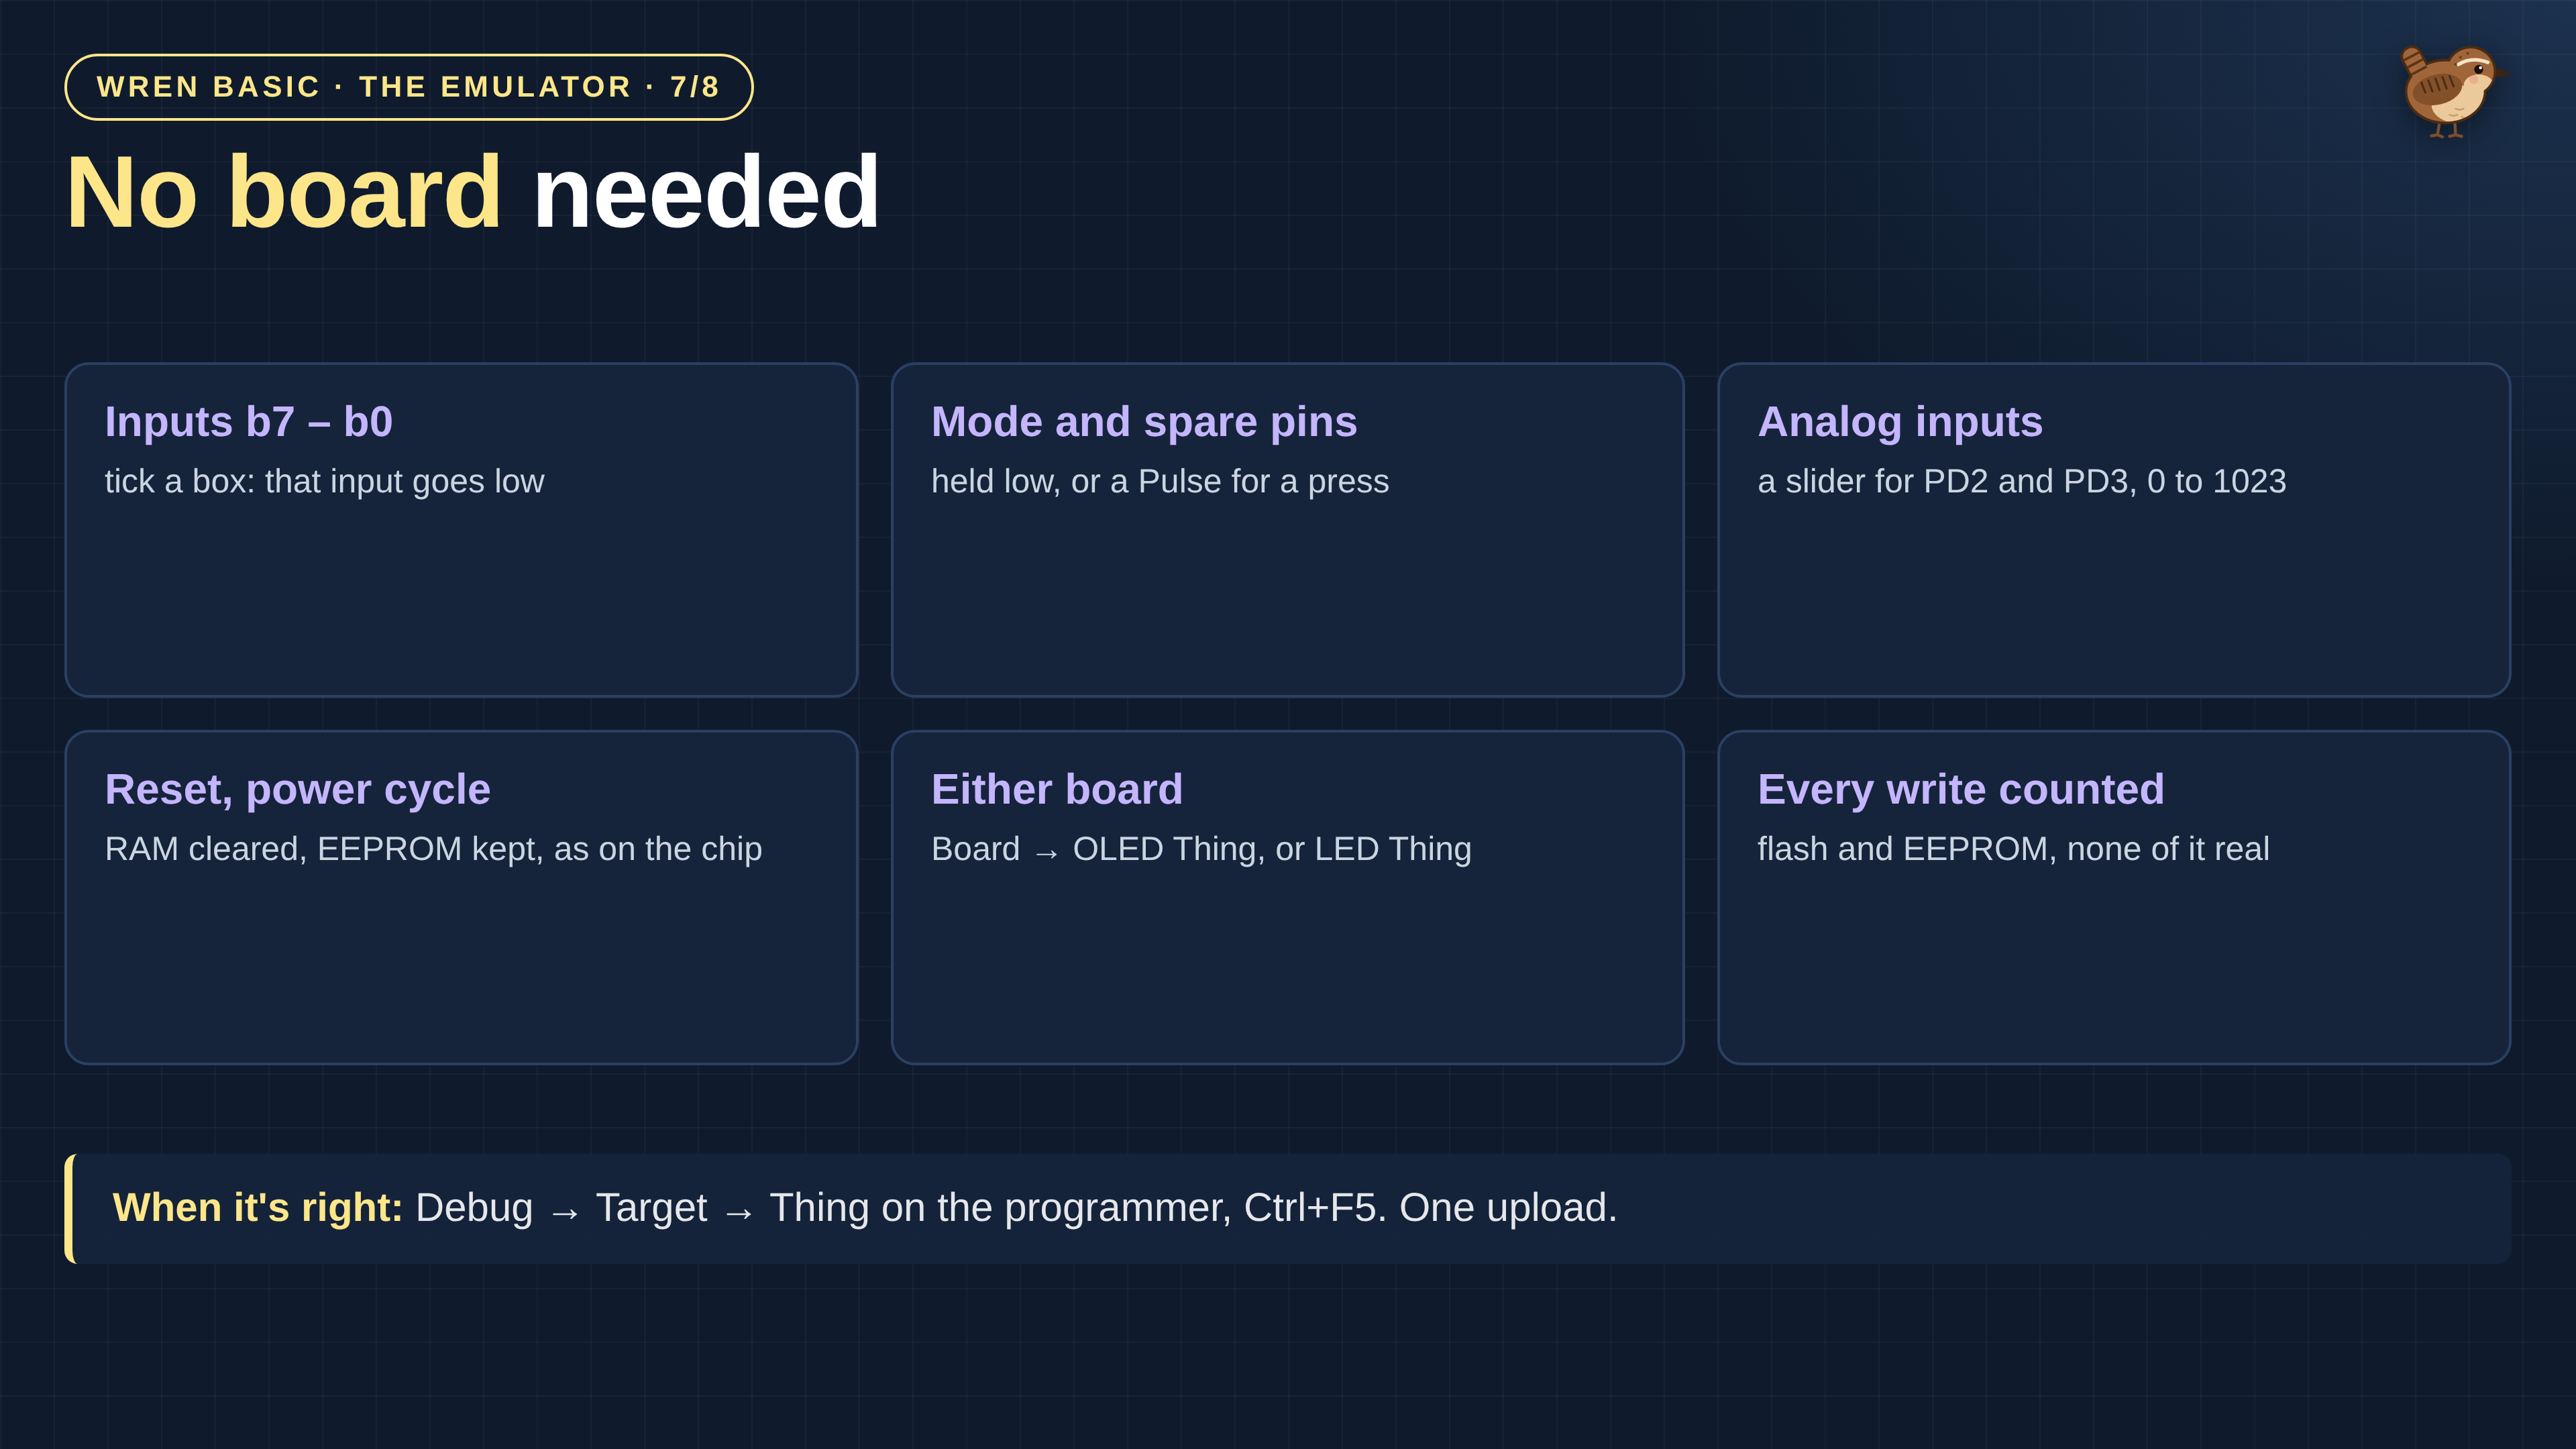 WREN BASIC · THE EMULATOR · 7/8
No board needed
Inputs b7 – b0
tick a box: that input goes low
Mode and spare pins
held low, or a Pulse for a press
Analog inputs
a slider for PD2 and PD3, 0 to 1023
Reset, power cycle
RAM cleared, EEPROM kept, as on the chip
Either board
Board → OLED Thing, or LED Thing
Every write counted
flash and EEPROM, none of it real
When it's right: Debug → Target → Thing on the programmer, Ctrl+F5. One upload.